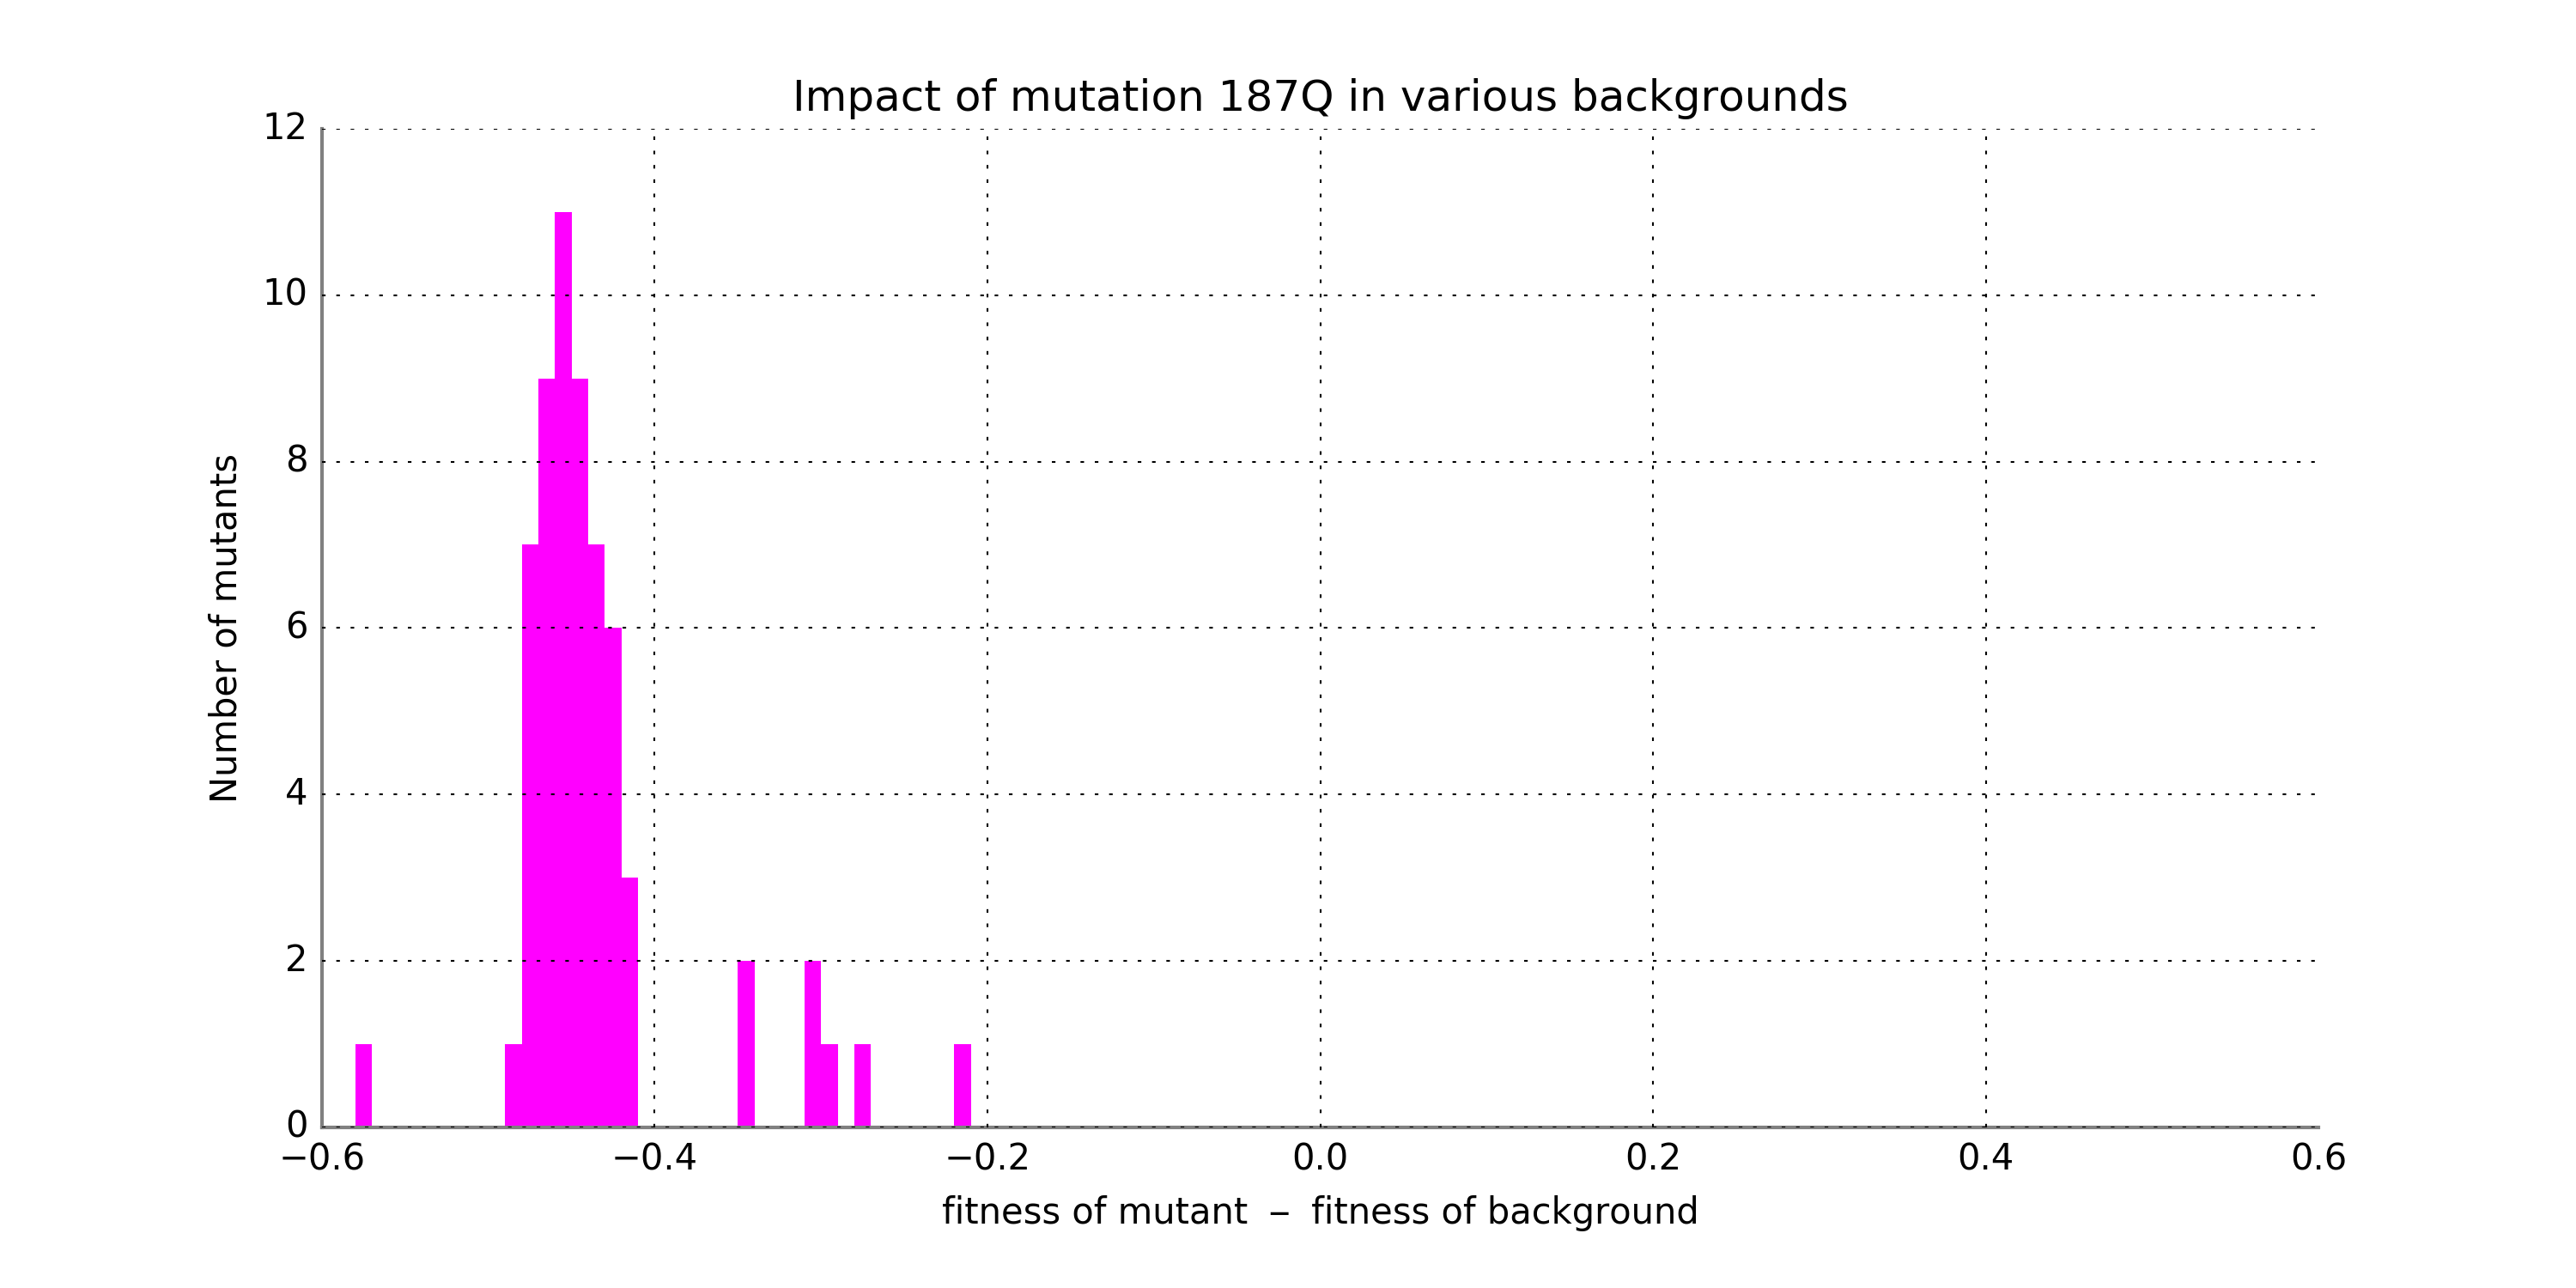 Impact of mutation 187Q in various backgrounds
12
10
8
6
4
2
0
Number of mutants
−0.6 −0.4 −0.2 0.0 0.2 0.4 0.6
fitness of mutant − fitness of background